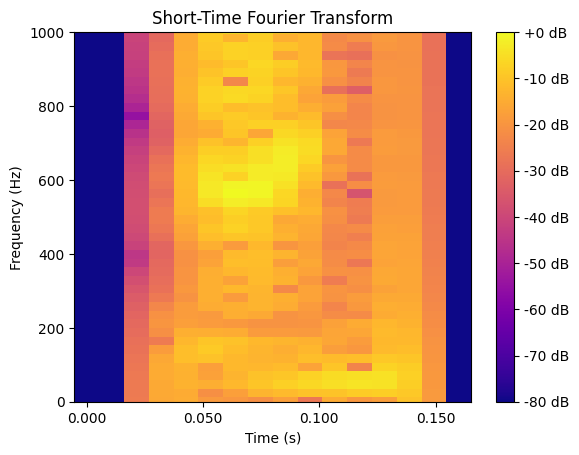 Short-Time Fourier Transform
1000
800
600
400
200
0
Frequency (Hz)
0.000
0.050
0.100
0.150
Time (s)
+0 dB
-10 dB
-20 dB
-30 dB
-40 dB
-50 dB
-60 dB
-70 dB
-80 dB